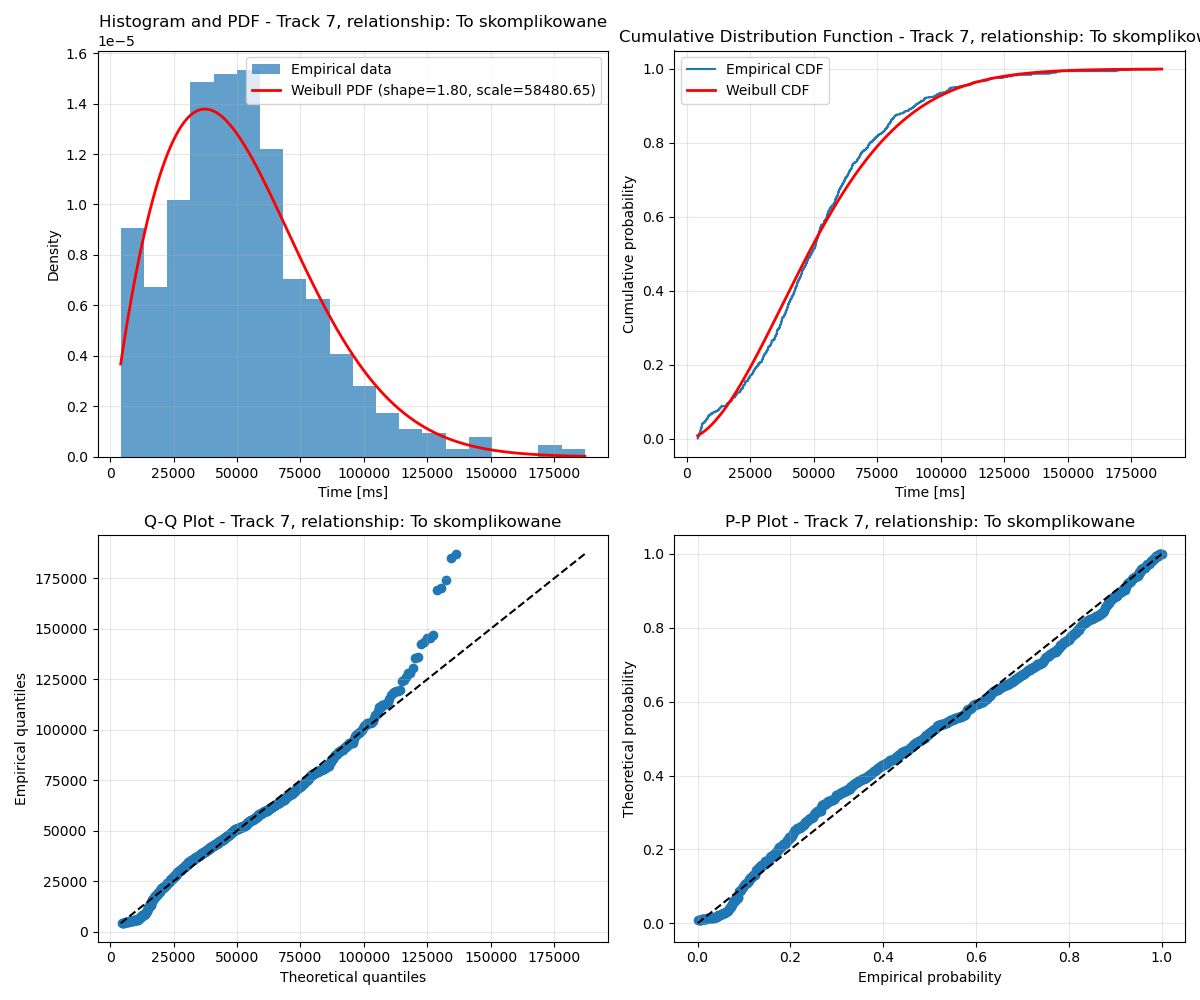 Histogram and PDF - Track 7, relationship: To skomplikowane
1e−5
1.6
1.4
1.2
1.0
0.8
0.6
0.4
0.2
0.0
Density
Empirical data
Weibull PDF (shape=1.80, scale=58480.65)
0 25000 50000 75000 100000 125000 150000 175000
Time [ms]
Cumulative Distribution Function - Track 7, relationship: To skomplikow
1.0
0.8
0.6
0.4
0.2
0.0
Cumulative probability
Empirical CDF
Weibull CDF
0 25000 50000 75000 100000 125000 150000 175000
Time [ms]
Q-Q Plot - Track 7, relationship: To skomplikowane
175000
150000
125000
100000
75000
50000
25000
0
Empirical quantiles
0 25000 50000 75000 100000 125000 150000 175000
Theoretical quantiles
P-P Plot - Track 7, relationship: To skomplikowane
1.0
0.8
0.6
0.4
0.2
0.0
Theoretical probability
0.0 0.2 0.4 0.6 0.8 1.0
Empirical probability